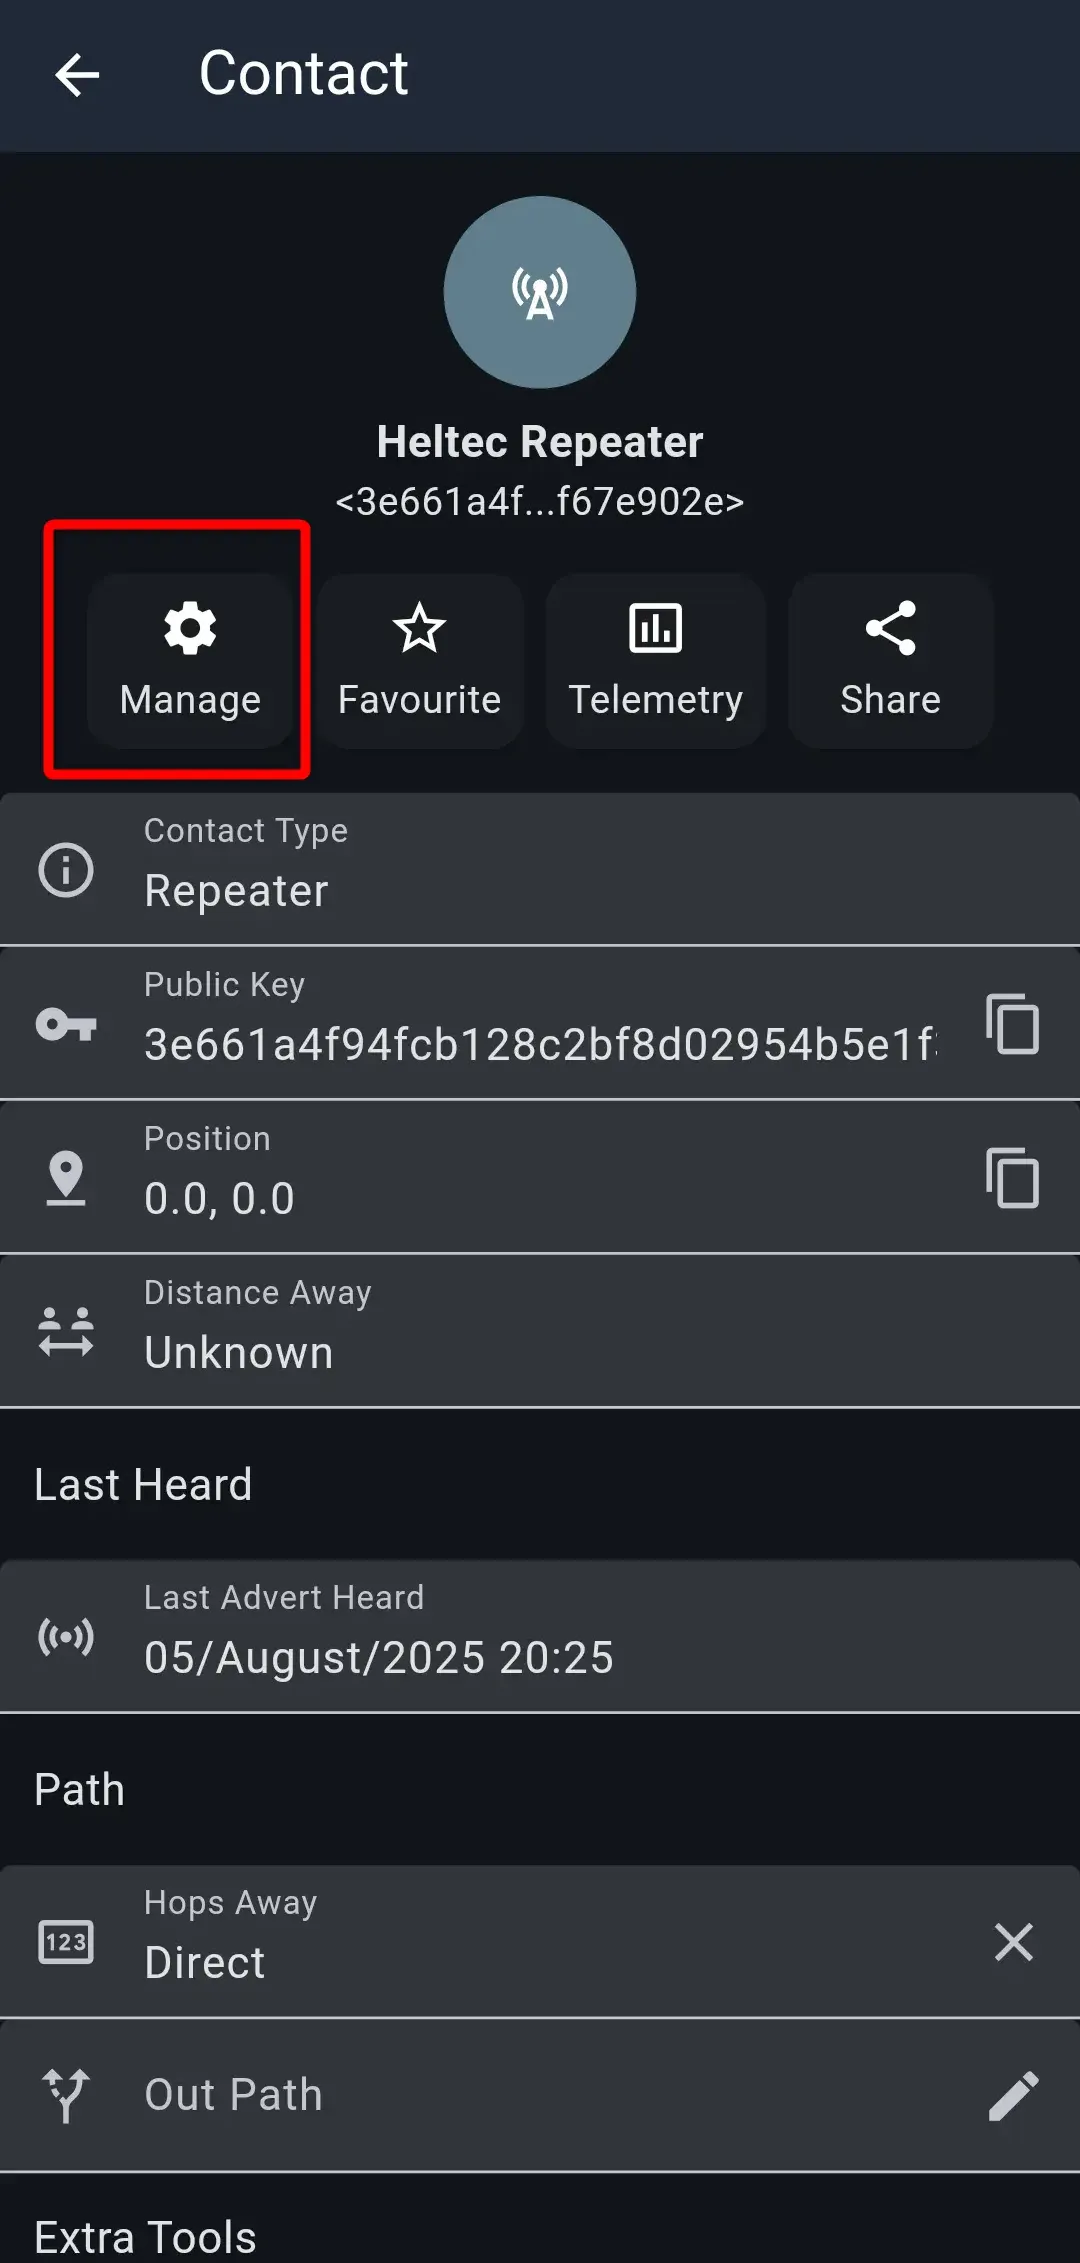 Contact
Heltec Repeater
<3e661a4f...f67e902e>
Manage
Favourite
Telemetry
Share
Contact Type
Repeater
Public Key
3e661a4f94fcb128c2bf8d02954b5e1f
Position
0.0, 0.0
Distance Away
Unknown
Last Heard
Last Advert Heard
05/August/2025 20:25
Path
Hops Away
123
Direct
Out Path
Extra Tools